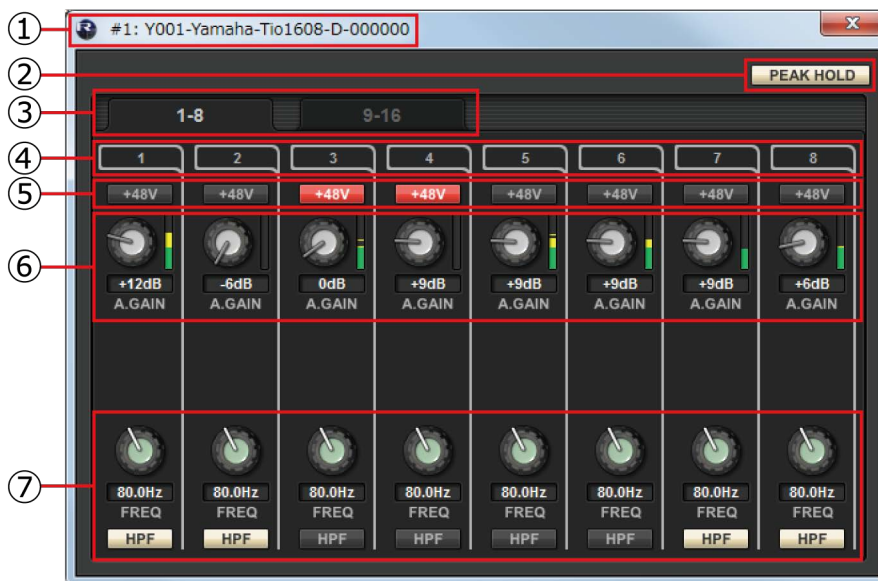 ① #1: Y001-Yamaha-Tio1608-D-000000
② PEAK HOLD
③ 1-8 9-16
④ 1 2 3 4 5 6 7 8
⑤ +48V +48V +48V +48V +48V +48V +48V +48V
⑥ +12dB -6dB 0dB +9dB +9dB +9dB +9dB +6dB
A.GAIN A.GAIN A.GAIN A.GAIN A.GAIN A.GAIN A.GAIN A.GAIN
⑦ 80.0Hz 80.0Hz 80.0Hz 80.0Hz 80.0Hz 80.0Hz 80.0Hz 80.0Hz
FREQ FREQ FREQ FREQ FREQ FREQ FREQ FREQ
HPF HPF HPF HPF HPF HPF HPF HPF